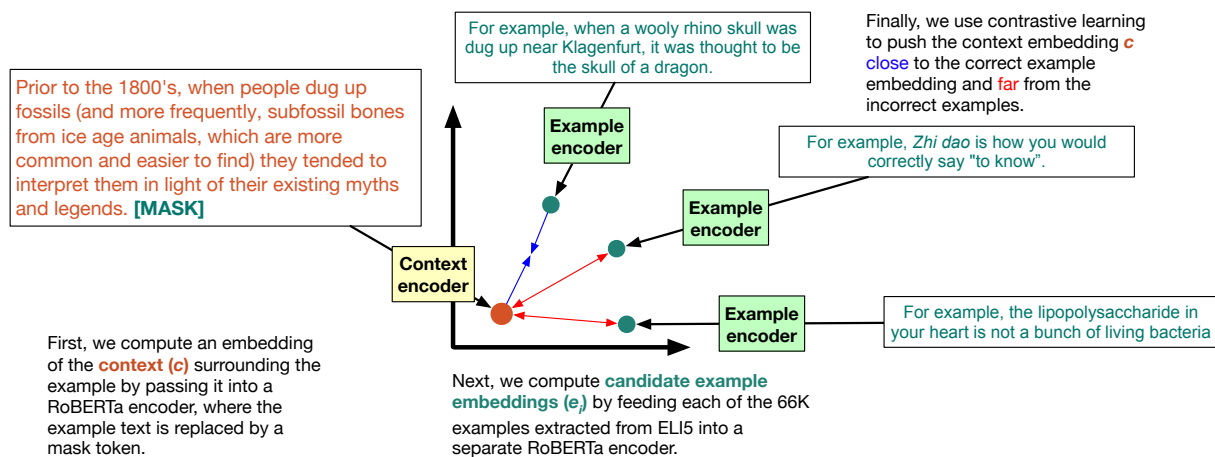 For example, when a wooly rhino skull was
dug up near Klagenfurt, it was thought to be
the skull of a dragon.
Finally, we use contrastive learning
to push the context embedding c
close to the correct example
embedding and far from the
incorrect examples.
Prior to the 1800's, when people dug up
fossils (and more frequently, subfossil bones
from ice age animals, which are more
common and easier to find) they tended to
interpret them in light of their existing myths
and legends. [MASK]
Example
encoder
For example, Zhi dao is how you would
correctly say "to know”.
Example
encoder
Context
encoder
Example
encoder
For example, the lipopolysaccharide in
your heart is not a bunch of living bacteria
First, we compute an embedding
of the context (c) surrounding the
example by passing it into a
RoBERTa encoder, where the
example text is replaced by a
mask token.
Next, we compute candidate example
embeddings (ei) by feeding each of the 66K
examples extracted from ELI5 into a
separate RoBERTa encoder.